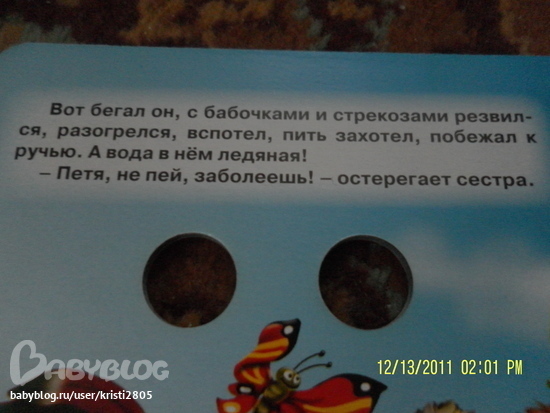 Вот бегал он, с бабочками и стрекозами резвил-
ся, разогрелся, вспотел, пить захотел, побежал к
ручью. А вода в нём ледяная!
– Петя, не пей, заболеешь! – остерегает сестра.
BABYBLOG
babyblog.ru/user/kristi2805
12/13/2011 02:01 PM